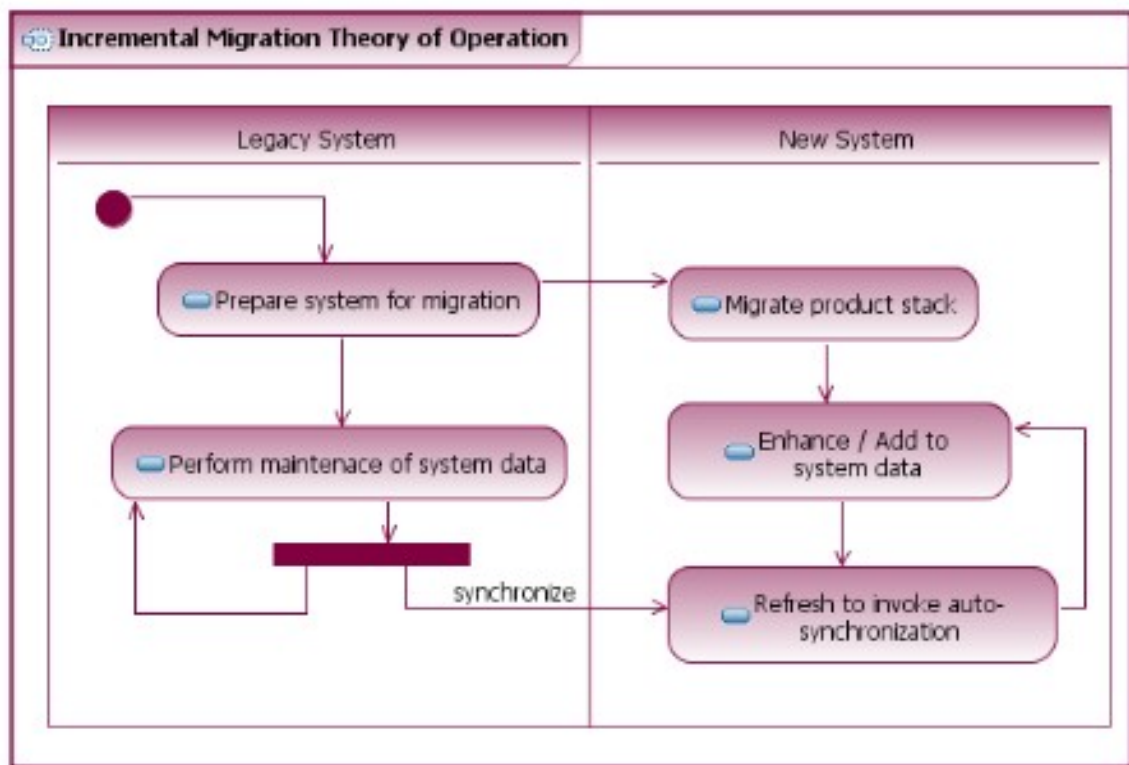 Incremental Migration Theory of Operation
Legacy System
New System
Prepare system for migration
Migrate product stack
Perform maintenace of system data
Enhance / Add to
system data
synchronize
Refresh to invoke auto-
synchronization